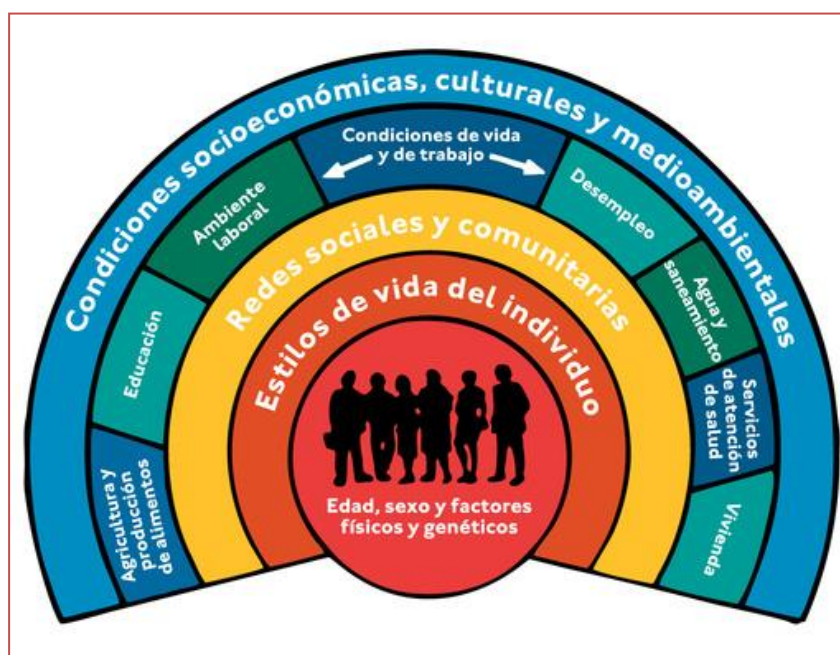 Condiciones socioeconómicas, culturales y medioambientales
Condiciones de vida
y de trabajo
Agricultura y
producción
de alimentos
Educación
Ambiente
laboral
Desempleo
Agua y
saneamiento
Servicios
de atención
de salud
Vivienda
Redes sociales y comunitarias
Estilos de vida del individuo
Edad, sexo y factores
físicos y genéticos